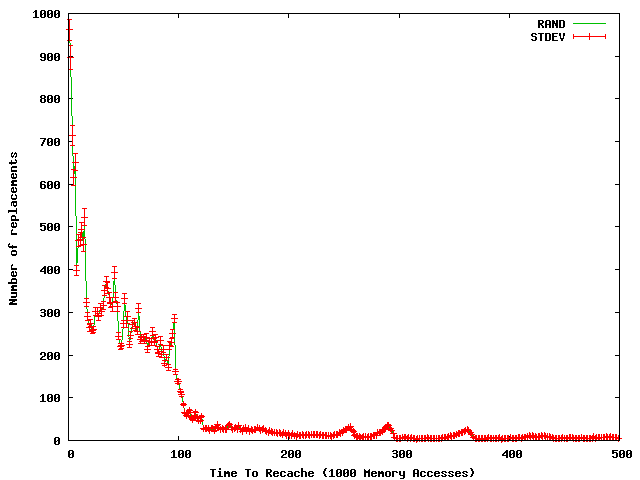 RAND
STDEV
1000
900
800
700
600
500
400
300
200
100
0
Number of replacements
0 100 200 300 400 500
Time To Recache (1000 Memory Accesses)